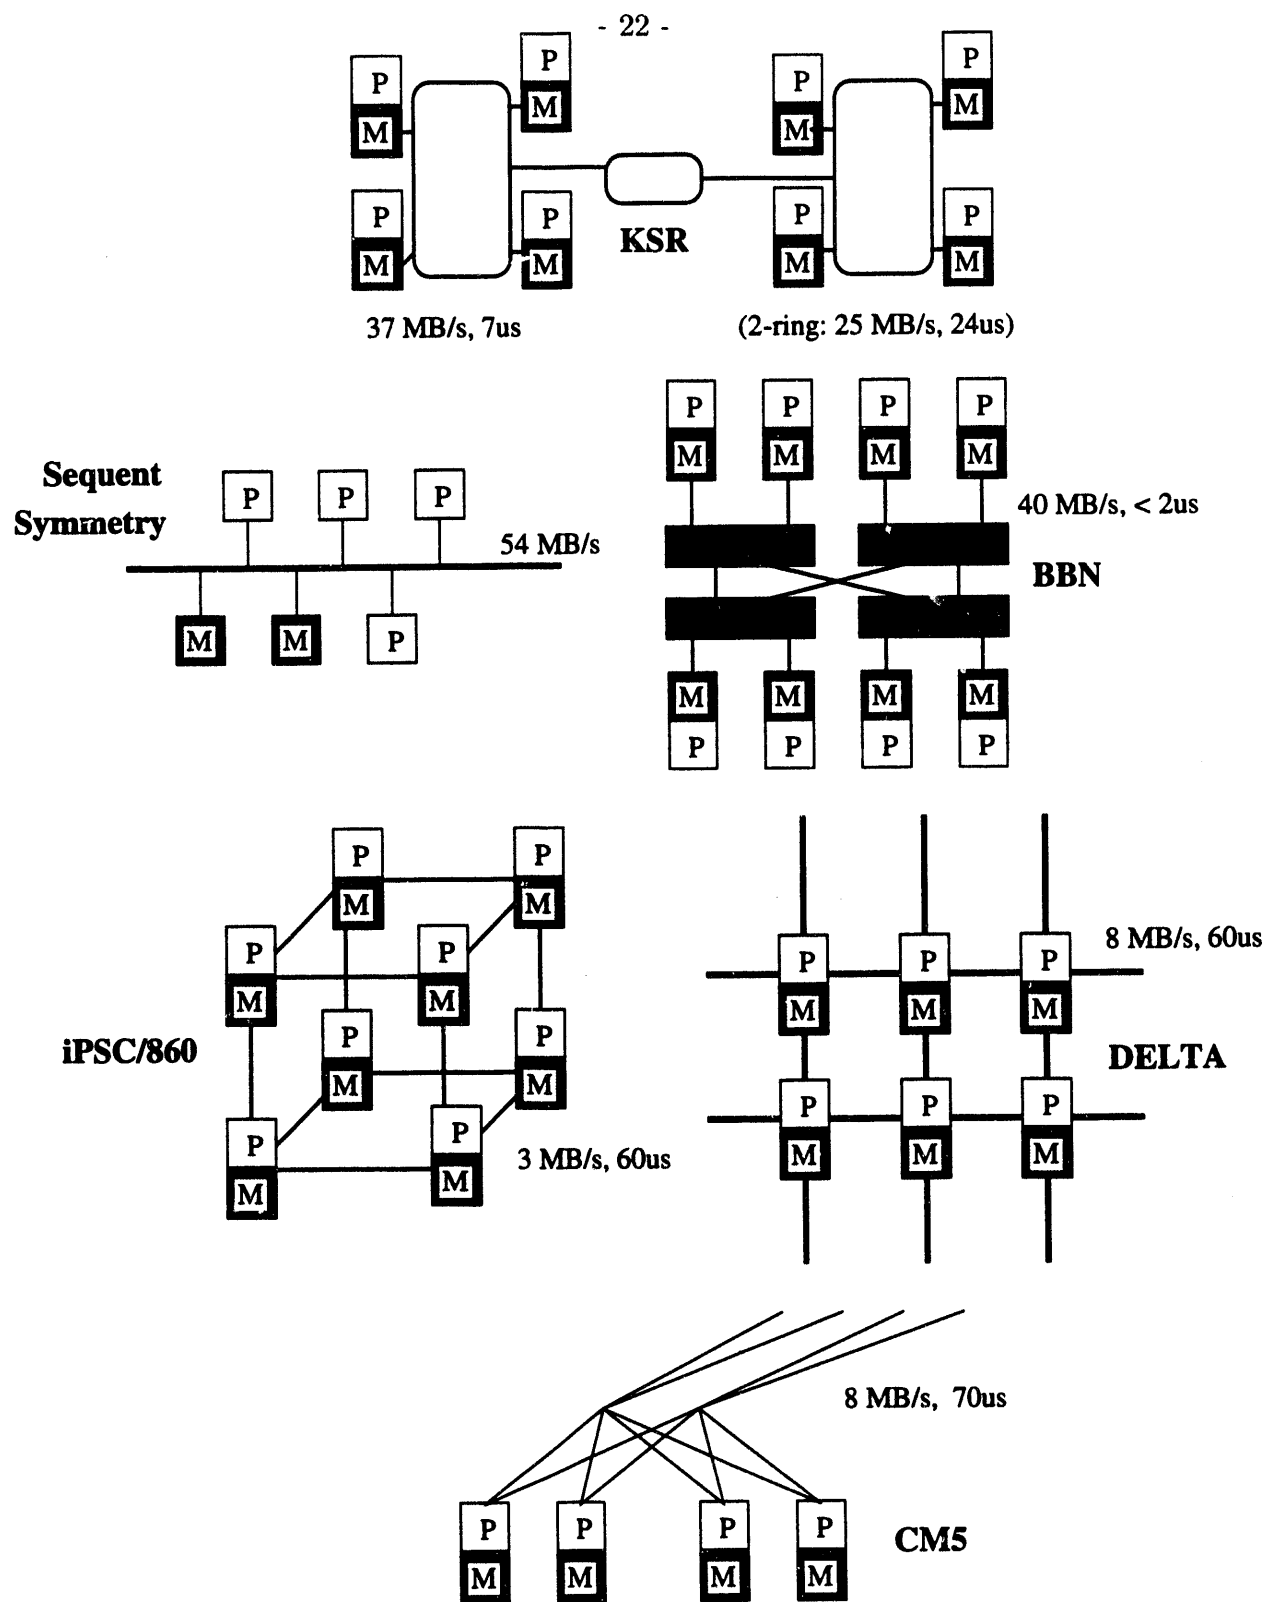 - 22 -
P P P P
M M M M
P P P P
M M M M
KSR
37 MB/s, 7us
(2-ring: 25 MB/s, 24us)
P P P P
M M M M
Sequent
Symmetry
P P P
54 MB/s
M M P
40 MB/s, < 2us
BBN
M M M M
P P P P
P P
M M
P P
M M
P P
M M
P P
M M
iPSC/860
3 MB/s, 60us
8 MB/s, 60us
P P P
M M M
DELTA
P P P
M M M
8 MB/s, 70us
P P P P
M M M M
CM5